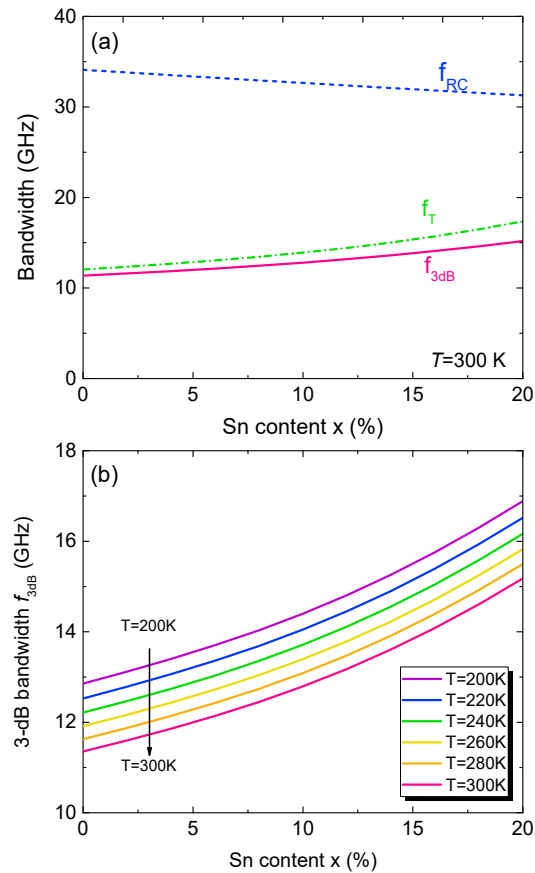 (a)
40
30
20
10
0
Bandwidth (GHz)
f_RC
f_T
f_3dB
T=300 K
0 5 10 15 20
Sn content x (%)
(b)
18
16
14
12
10
3-dB bandwidth f_3dB (GHz)
T=200K
T=300K
T=200K
T=220K
T=240K
T=260K
T=280K
T=300K
0 5 10 15 20
Sn content x (%)